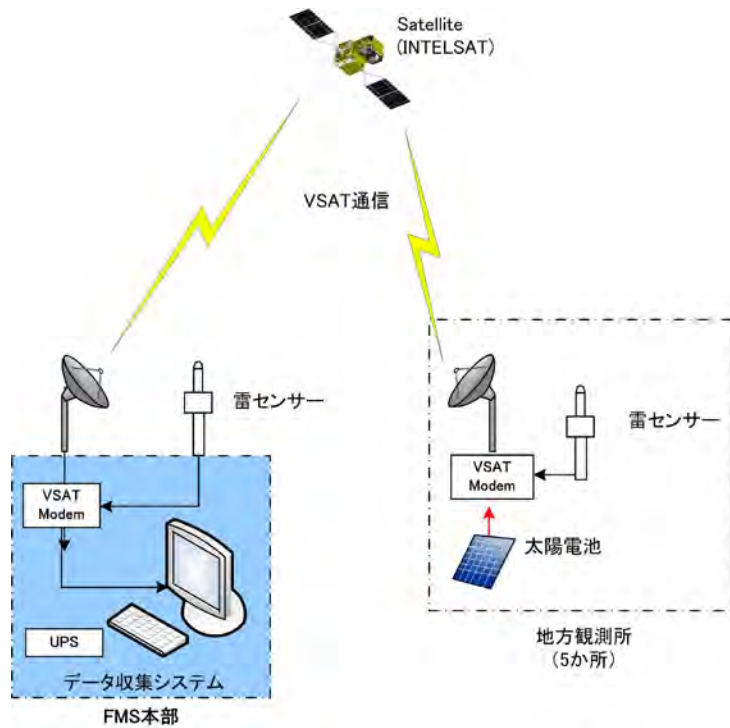 Satellite
(INTELSAT)
VSAT通信
雷センサー
VSAT
Modem
UPS
データ収集システム
FMS本部
雷センサー
VSAT
Modem
太陽電池
地方観測所
(5か所)